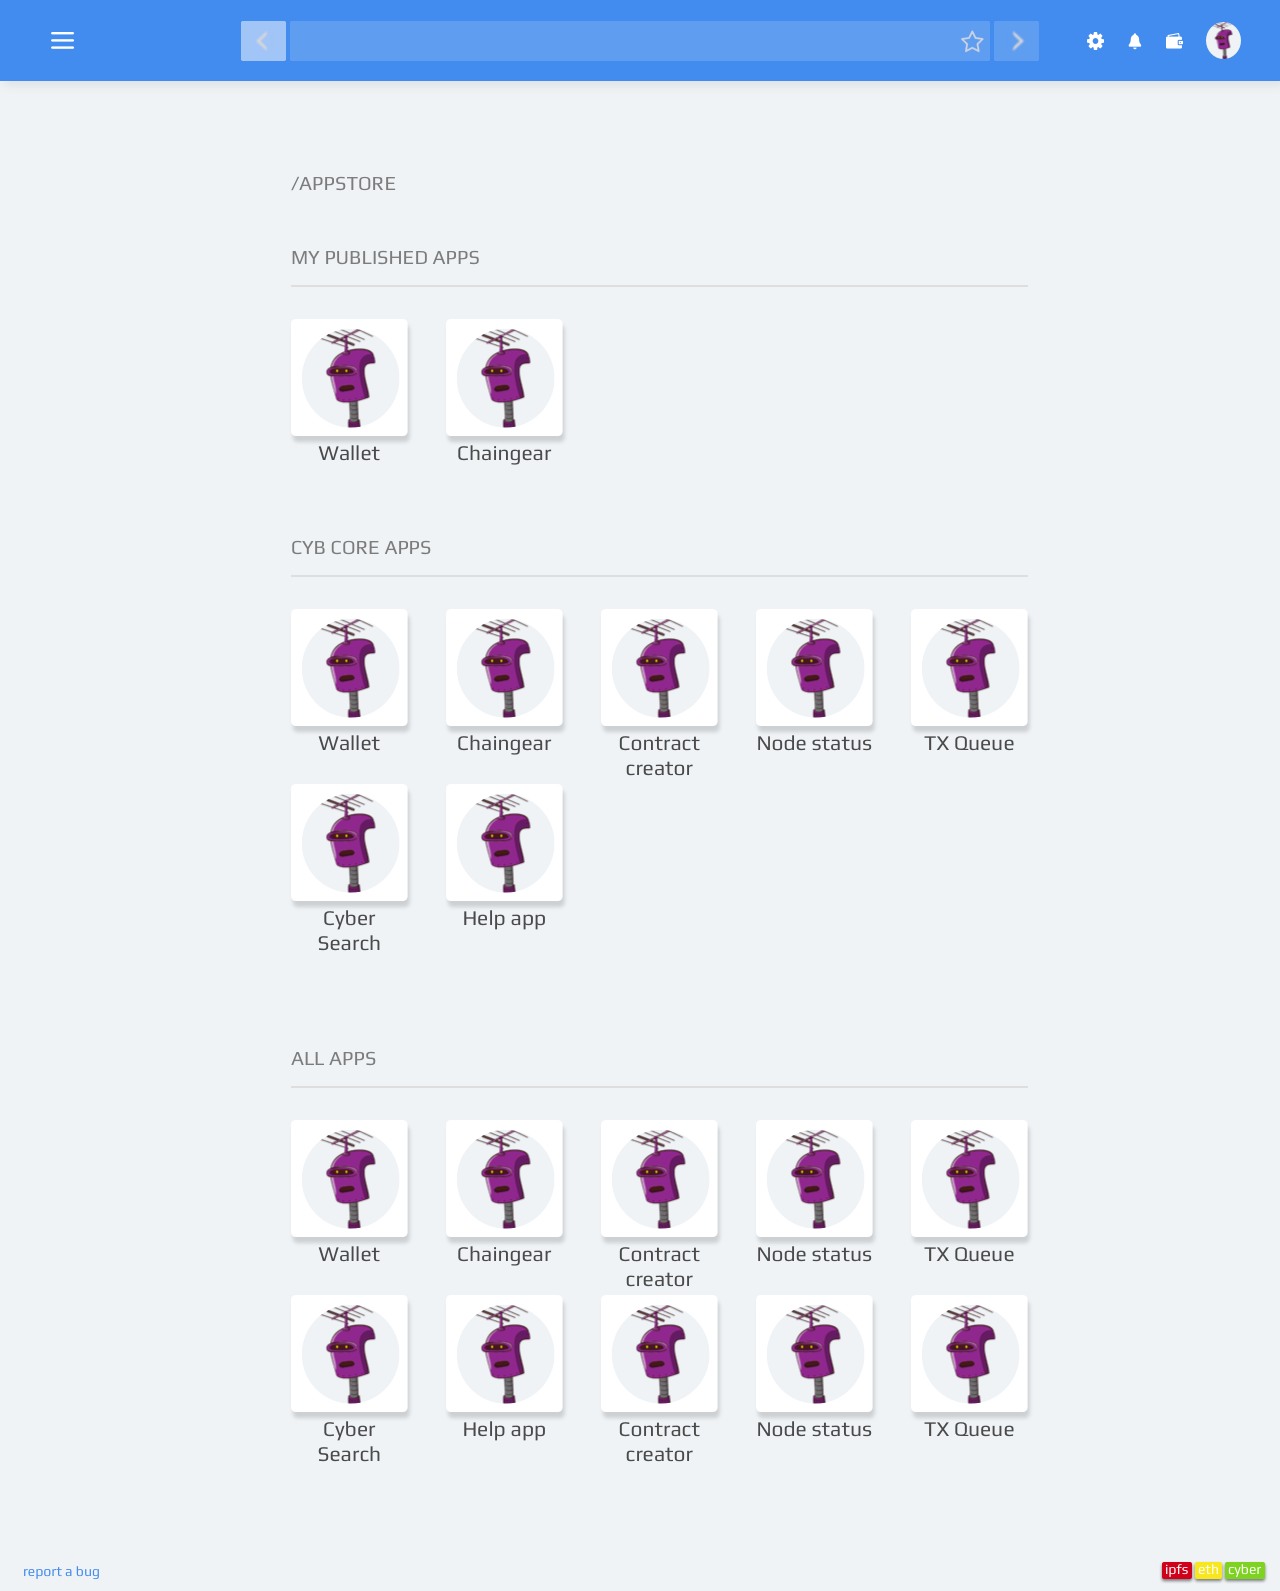 /APPSTORE
MY PUBLISHED APPS
Wallet Chaingear
CYB CORE APPS
Wallet Chaingear Contract creator Node status TX Queue
Cyber Search Help app
ALL APPS
Wallet Chaingear Contract creator Node status TX Queue
Cyber Search Help app Contract creator Node status TX Queue
report a bug ipfs eth cyber